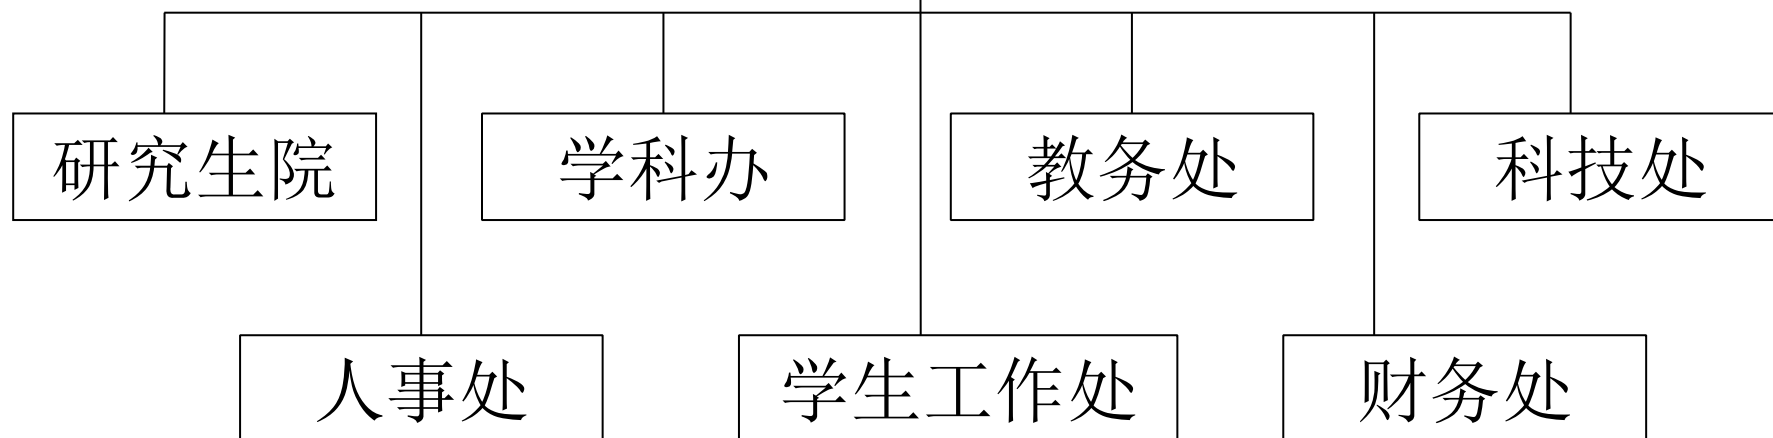 研究生院
学科办
教务处
科技处
人事处
学生工作处
财务处